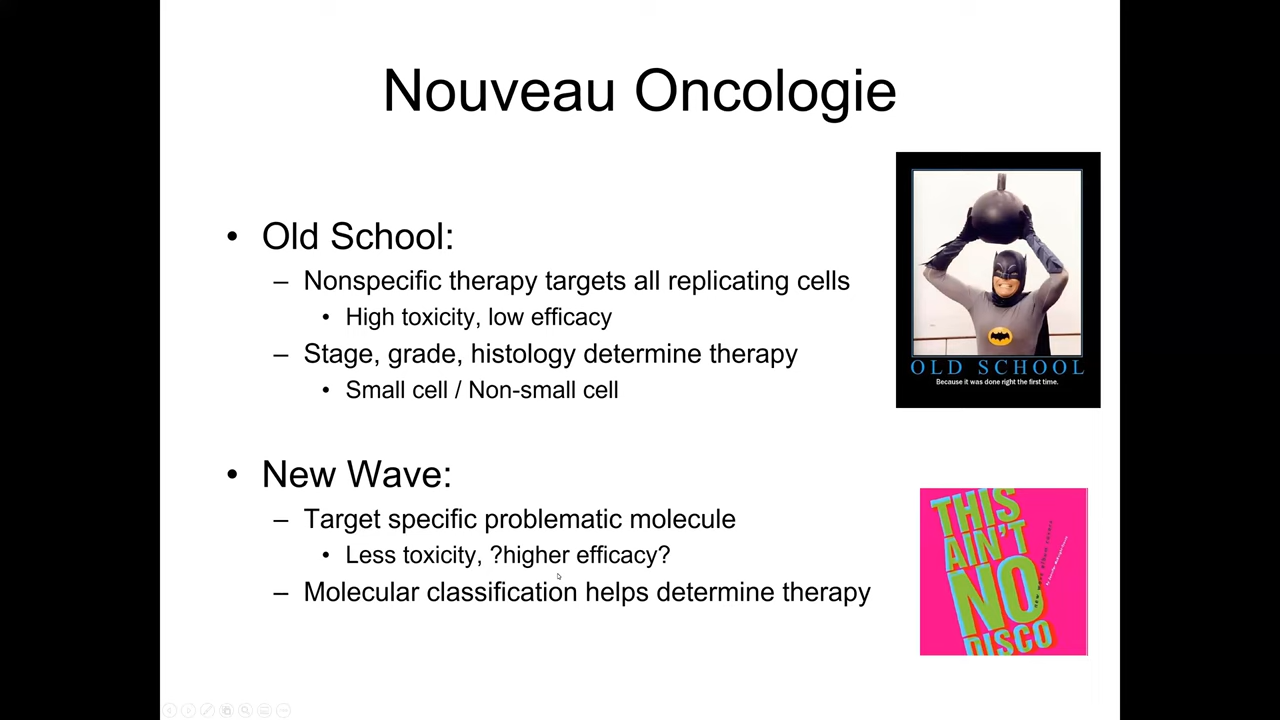 Nouveau Oncologie
• Old School:
– Nonspecific therapy targets all replicating cells
• High toxicity, low efficacy
– Stage, grade, histology determine therapy
• Small cell / Non-small cell
OLD SCHOOL
Because it was done right the first time.
• New Wave:
– Target specific problematic molecule
• Less toxicity, ?higher efficacy?
– Molecular classification helps determine therapy
THIS
AIN'T
NO
DISCO